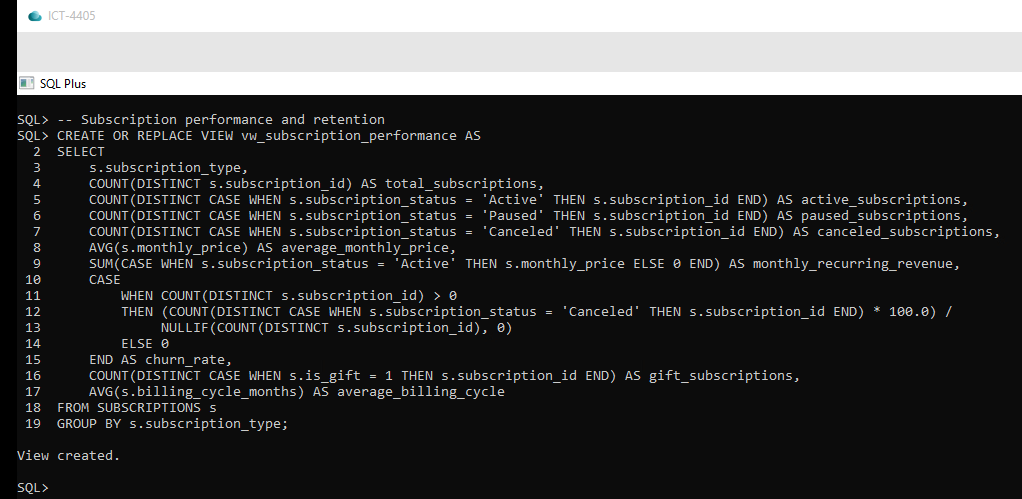 ICT-4405
SQL Plus
SQL> -- Subscription performance and retention
SQL> CREATE OR REPLACE VIEW vw_subscription_performance AS
  2  SELECT
  3      s.subscription_type,
  4      COUNT(DISTINCT s.subscription_id) AS total_subscriptions,
  5      COUNT(DISTINCT CASE WHEN s.subscription_status = 'Active' THEN s.subscription_id END) AS active_subscriptions,
  6      COUNT(DISTINCT CASE WHEN s.subscription_status = 'Paused' THEN s.subscription_id END) AS paused_subscriptions,
  7      COUNT(DISTINCT CASE WHEN s.subscription_status = 'Canceled' THEN s.subscription_id END) AS canceled_subscriptions,
  8      AVG(s.monthly_price) AS average_monthly_price,
  9      SUM(CASE WHEN s.subscription_status = 'Active' THEN s.monthly_price ELSE 0 END) AS monthly_recurring_revenue,
 10      CASE
 11          WHEN COUNT(DISTINCT s.subscription_id) > 0
 12          THEN (COUNT(DISTINCT CASE WHEN s.subscription_status = 'Canceled' THEN s.subscription_id END) * 100.0) /
 13               NULLIF(COUNT(DISTINCT s.subscription_id), 0)
 14          ELSE 0
 15      END AS churn_rate,
 16      COUNT(DISTINCT CASE WHEN s.is_gift = 1 THEN s.subscription_id END) AS gift_subscriptions,
 17      AVG(s.billing_cycle_months) AS average_billing_cycle
 18  FROM SUBSCRIPTIONS s
 19  GROUP BY s.subscription_type;
View created.
SQL>